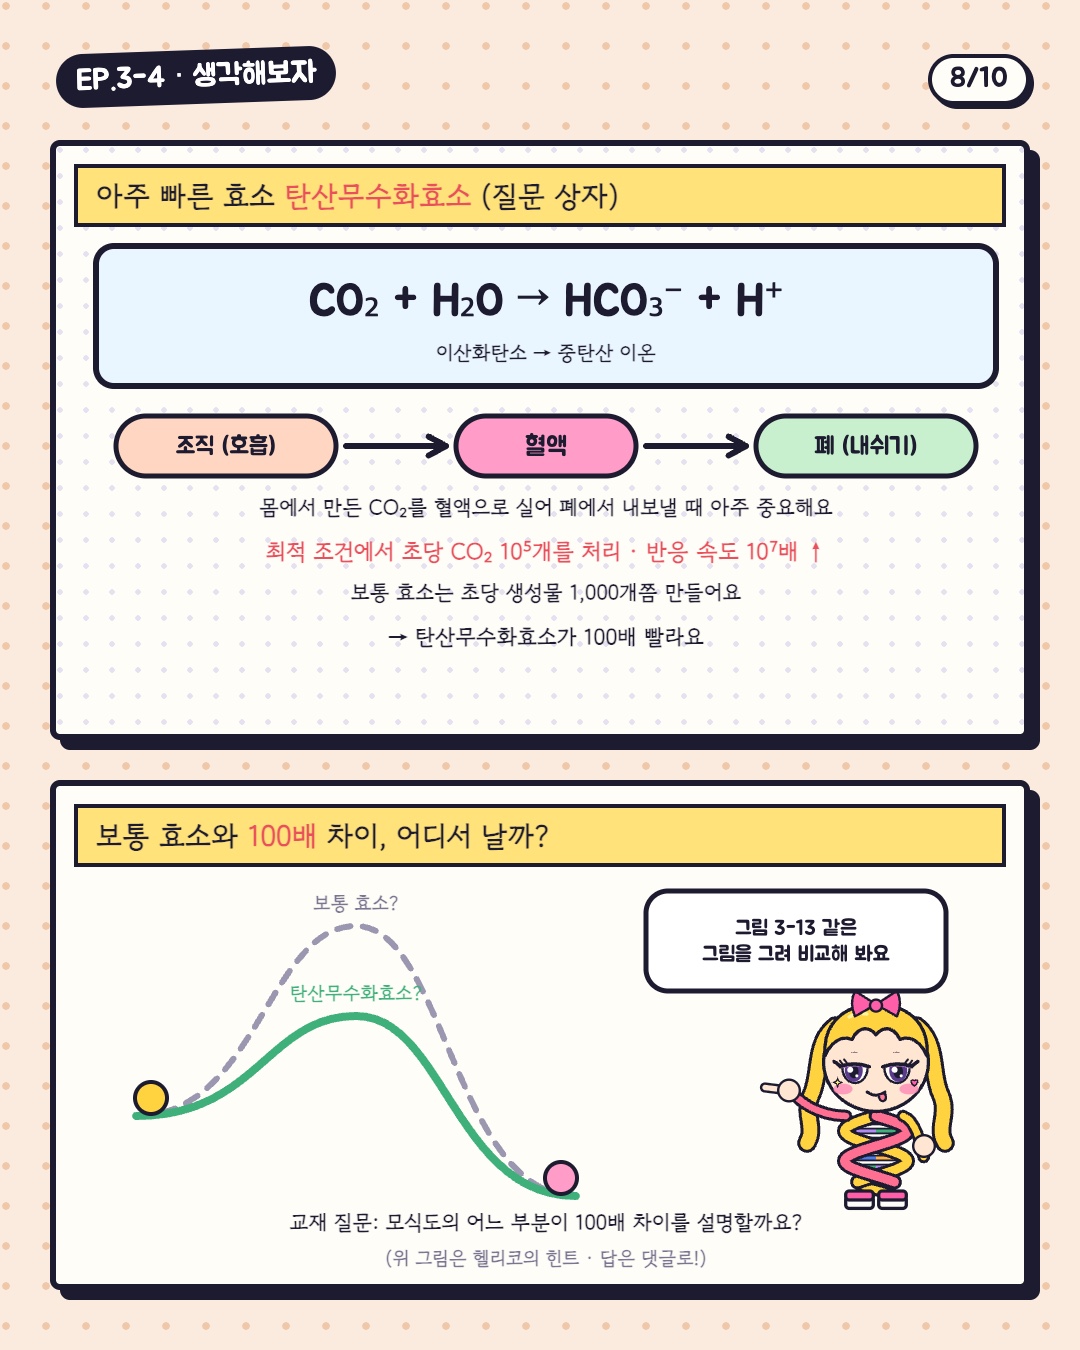 EP.3-4 · 생각해보자
8/10
아주 빠른 효소 탄산무수화효소 (질문 상자)
CO₂ + H₂O → HCO₃⁻ + H⁺
이산화탄소 → 중탄산 이온
조직 (호흡)
혈액
폐 (내쉬기)
몸에서 만든 CO₂를 혈액으로 실어 폐에서 내보낼 때 아주 중요해요
최적 조건에서 초당 CO₂ 10⁵개를 처리 · 반응 속도 10⁷배 ↑
보통 효소는 초당 생성물 1,000개쯤 만들어요
→ 탄산무수화효소가 100배 빨라요
보통 효소와 100배 차이, 어디서 날까?
보통 효소?
탄산무수화효소?
그림 3-13 같은
그림을 그려 비교해 봐요
교재 질문: 모식도의 어느 부분이 100배 차이를 설명할까요?
(위 그림은 헬리코의 힌트 · 답은 댓글로!)